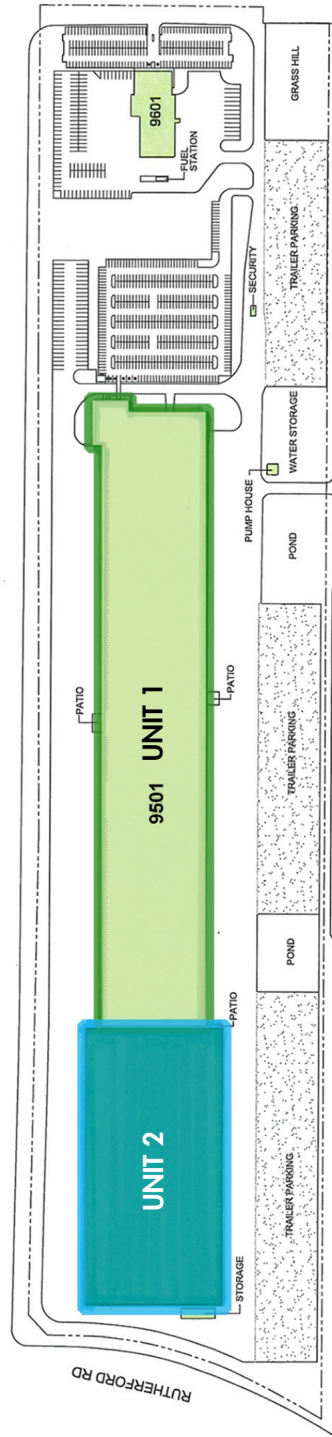 GRASS HILL
9601
FUEL
STATION
TRAILER PARKING
SECURITY
WATER STORAGE
PUMP HOUSE
POND
PATIO
PATIO
UNIT 1
9501
TRAILER PARKING
POND
PATIO
UNIT 2
TRAILER PARKING
STORAGE
RUTHERFORD RD